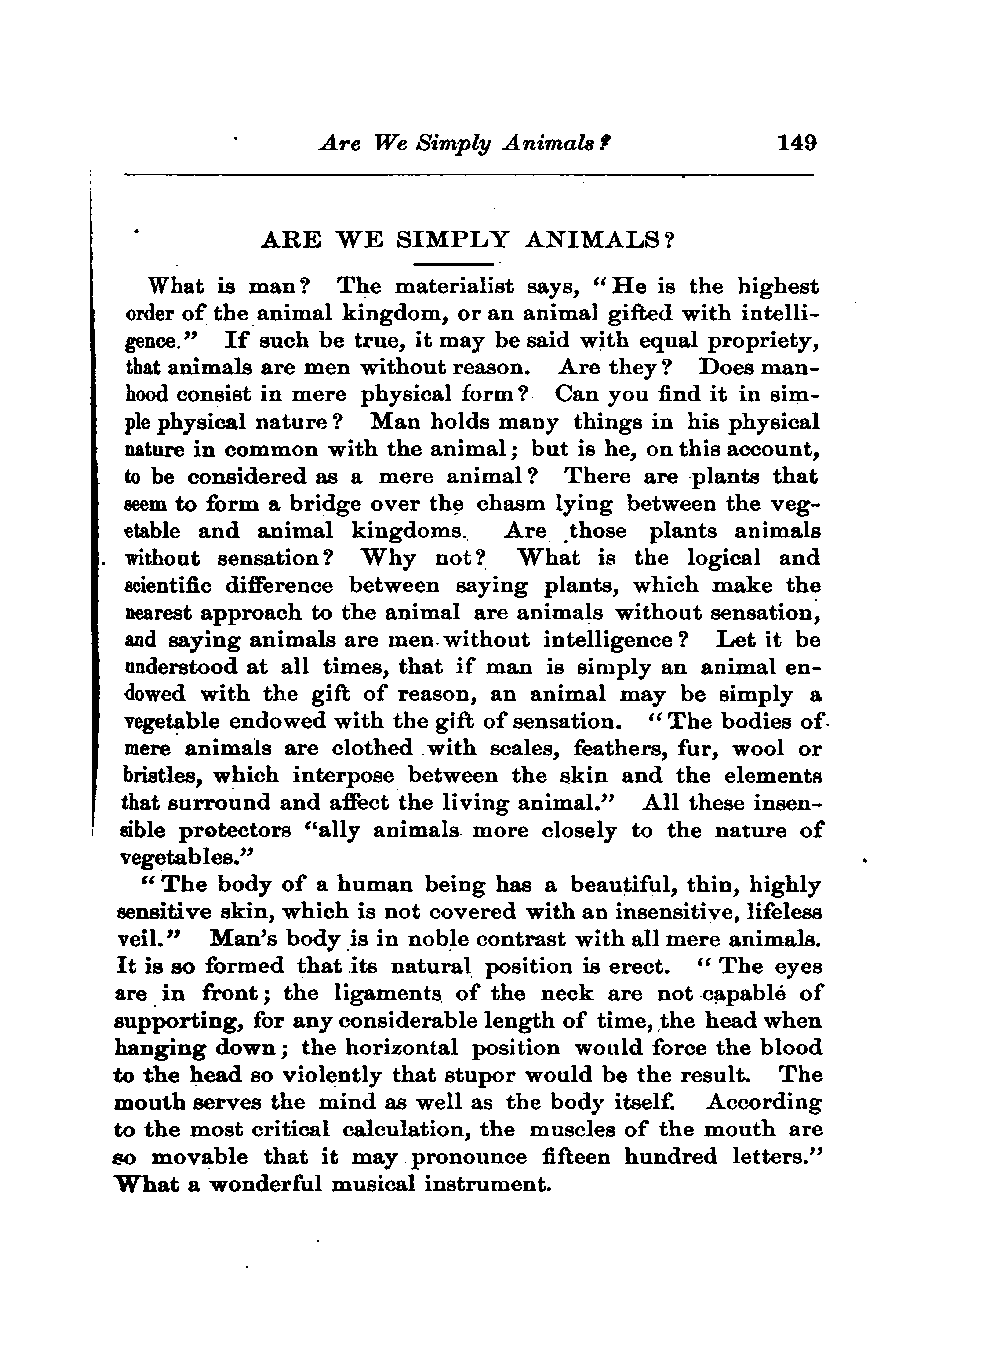 Are We Simply Animals? 149
ARE WE SIMPLY ANIMALS?
What is man? The materialist says, “He is the highest
order of the animal kingdom, or an animal gifted with intelli-
gence.” If such be true, it may be said with equal propriety,
that animals are men without reason. Are they? Does man-
hood consist in mere physical form? Can you find it in sim-
ple physical nature? Man holds many things in his physical
nature in common with the animal; but is he, on this account,
to be considered as a mere animal? There are plants that
seem to form a bridge over the chasm lying between the veg-
etable and animal kingdoms. Are those plants animals
without sensation? Why not? What is the logical and
scientific difference between saying plants, which make the
nearest approach to the animal are animals without sensation,
and saying animals are men without intelligence? Let it be
understood at all times, that if man is simply an animal en-
dowed with the gift of reason, an animal may be simply a
vegetable endowed with the gift of sensation. “The bodies of
mere animals are clothed with scales, feathers, fur, wool or
bristles, which interpose between the skin and the elements
that surround and affect the living animal.” All these insen-
sible protectors “ally animals more closely to the nature of
vegetables.”
“The body of a human being has a beautiful, thin, highly
sensitive skin, which is not covered with an insensitive, lifeless
veil.” Man’s body is in noble contrast with all mere animals.
It is so formed that its natural position is erect. “The eyes
are in front; the ligaments of the neck are not capable of
supporting, for any considerable length of time, the head when
hanging down; the horizontal position would force the blood
to the head so violently that stupor would be the result. The
mouth serves the mind as well as the body itself. According
to the most critical calculation, the muscles of the mouth are
so movable that it may pronounce fifteen hundred letters.”
What a wonderful musical instrument.